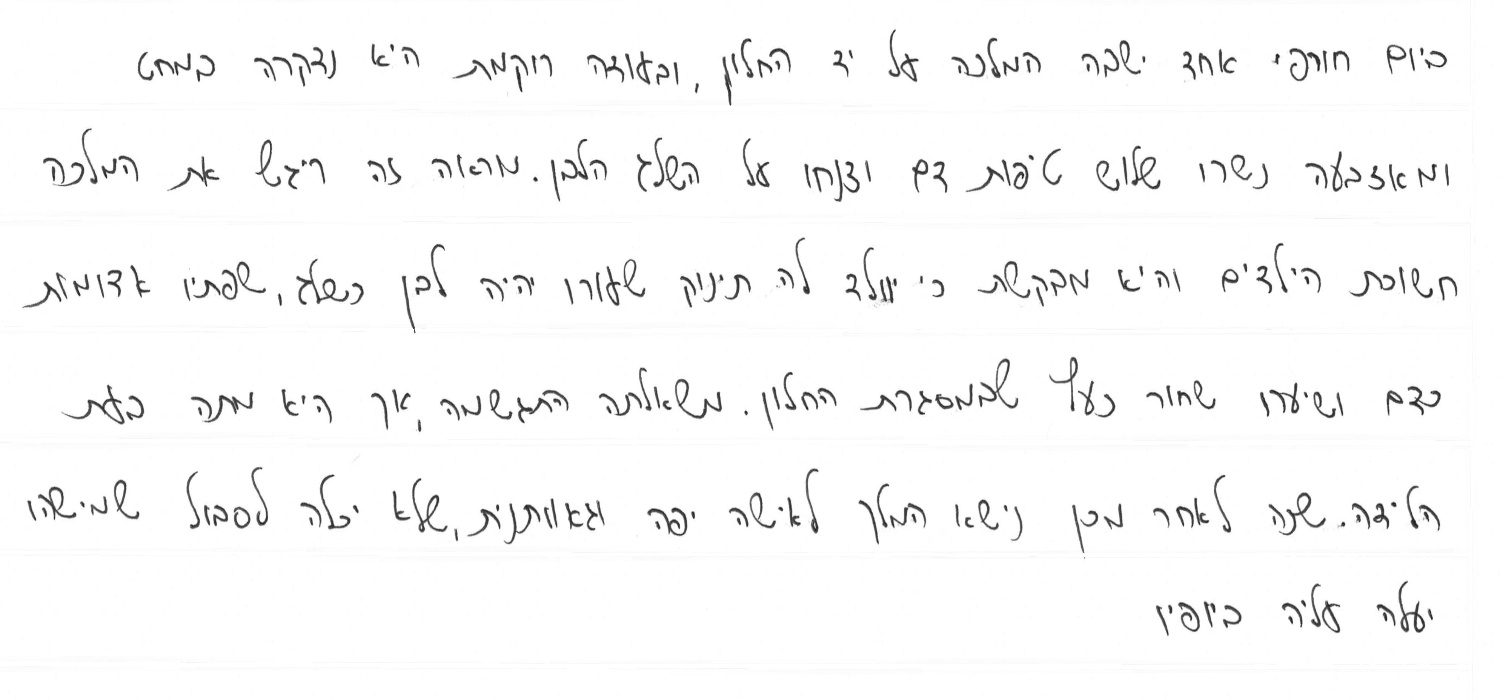 ביום חורפי אחד ישבה המלכה על יד החלון, ובעודה רוקמת היא נדקרה במחט
ומאצבעה נשרו שלוש טיפות דם וצנחו על השלג הלבן. מראה זה ריגש את המלכה
חשוכת הילדים והיא מבקשת כי יוולד לה תינוק שעורו יהיה לבן כשלג, שפתיו אדומות
כדם ושיערו שחור כעץ שבמסגרת החלון. משאלתה התגשמה, אך היא מתה בעת
הלידה. שנה לאחר מכן נישא המלך לאישה יפה וגאוותנית, שלא יכלה לסבול שמישהו
יעלה עליה ביופיו